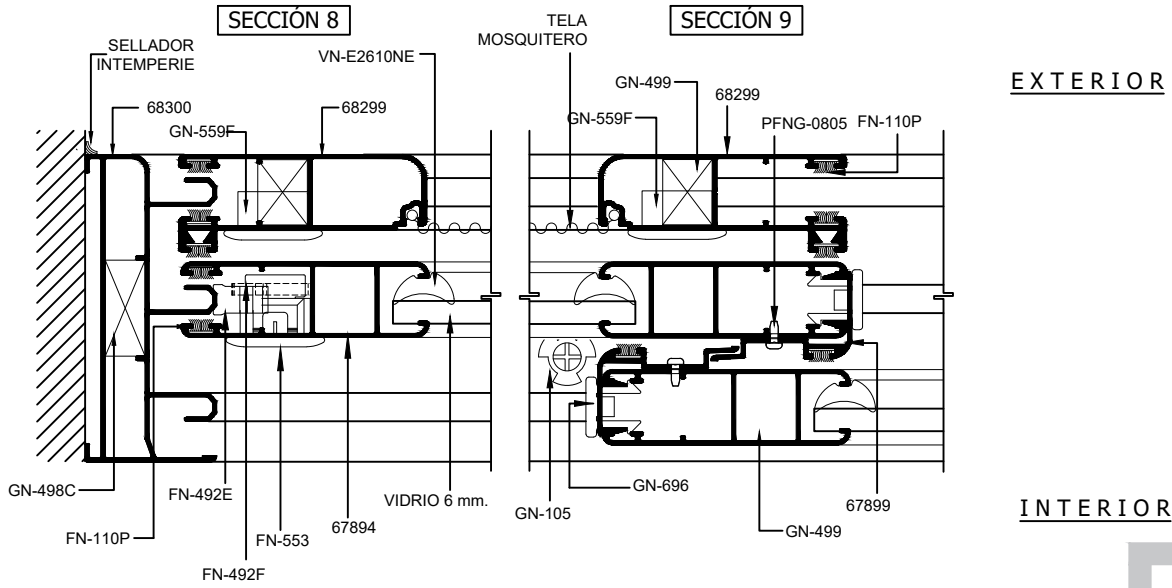 SECCIÓN 8
SECCIÓN 9
SELLADOR
INTEMPERIE
VN-E2610NE
TELA
MOSQUITERO
GN-499
EXTERIOR
68300
GN-559F
68299
GN-559F
68299
PFNG-0805
FN-110P
GN-498C
FN-492E
FN-110P
FN-553
67894
VIDRIO 6 mm.
GN-105
GN-696
GN-499
67899
INTERIOR
FN-492F